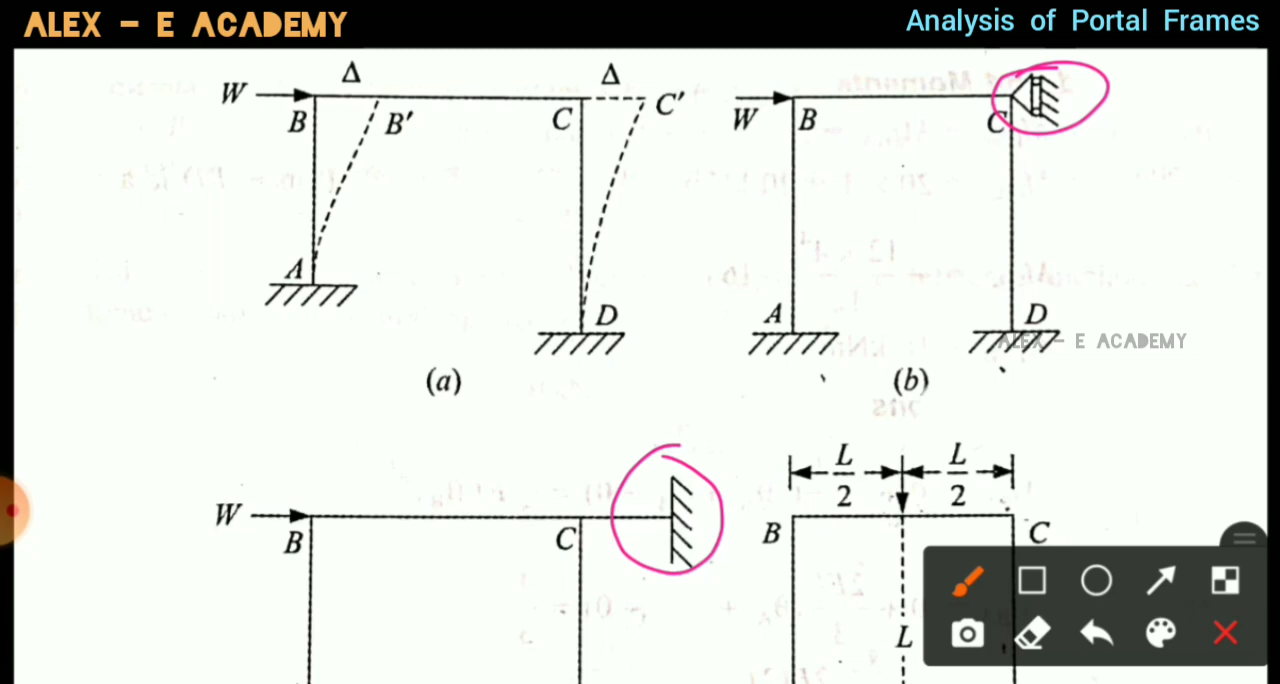 ALEX - E ACADEMY
Analysis of Portal Frames
W Δ Δ
B B' C C'
A
D
(a)
W B C
A D
ALEX - E ACADEMY
(b)
W
B C
L/2 L/2
B C
L